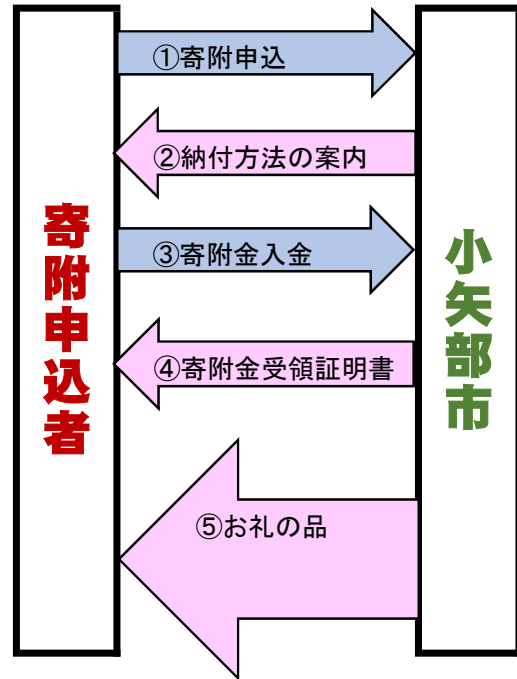 ①寄附申込
②納付方法の案内
③寄附金入金
④寄附金受領証明書
⑤お礼の品
寄附申込者
小矢部市